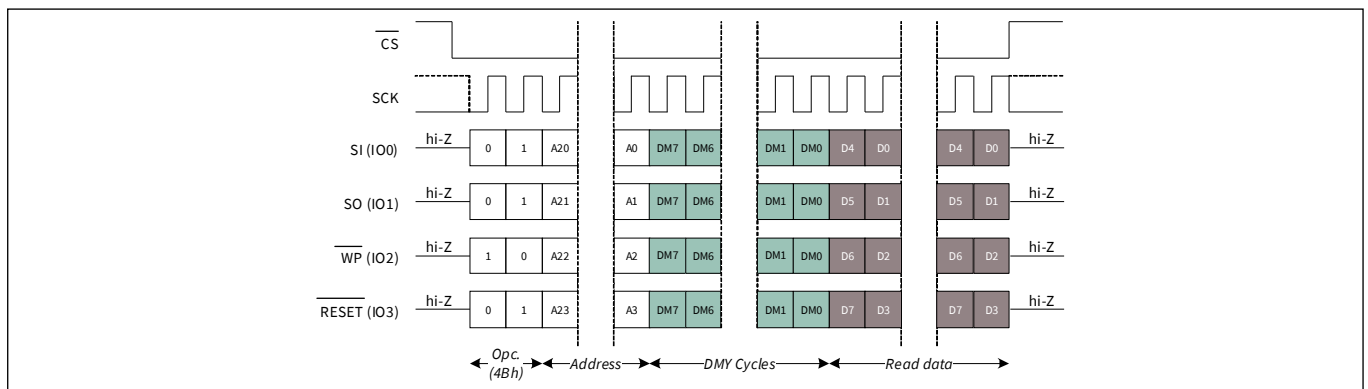 CS
SCK
hi-Z
SI (IO0)
0 1 A20 A0 DM7 DM6 DM1 DM0 D4 D0 D4 D0
hi-Z
hi-Z
SO (IO1)
0 1 A21 A1 DM7 DM6 DM1 DM0 D5 D1 D5 D1
hi-Z
hi-Z
WP (IO2)
1 0 A22 A2 DM7 DM6 DM1 DM0 D6 D2 D6 D2
hi-Z
hi-Z
RESET (IO3)
0 1 A23 A3 DM7 DM6 DM1 DM0 D7 D3 D7 D3
hi-Z
Opc.
(4Bh)
Address
DMY Cycles
Read data